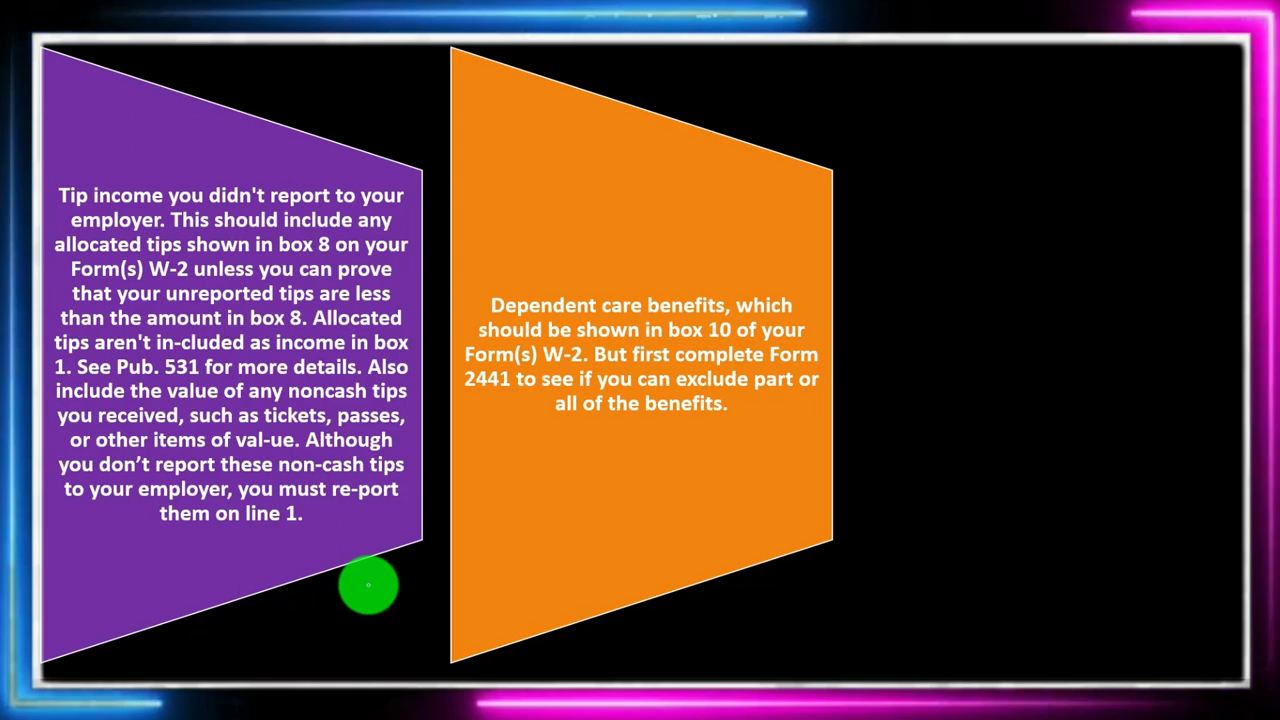 Tip income you didn't report to your
employer. This should include any
allocated tips shown in box 8 on your
Form(s) W-2 unless you can prove
that your unreported tips are less
than the amount in box 8. Allocated
tips aren't in-cluded as income in box
1. See Pub. 531 for more details. Also
include the value of any noncash tips
you received, such as tickets, passes,
or other items of val-ue. Although
you don’t report these non-cash tips
to your employer, you must re-port
them on line 1.
Dependent care benefits, which
should be shown in box 10 of your
Form(s) W-2. But first complete Form
2441 to see if you can exclude part or
all of the benefits.